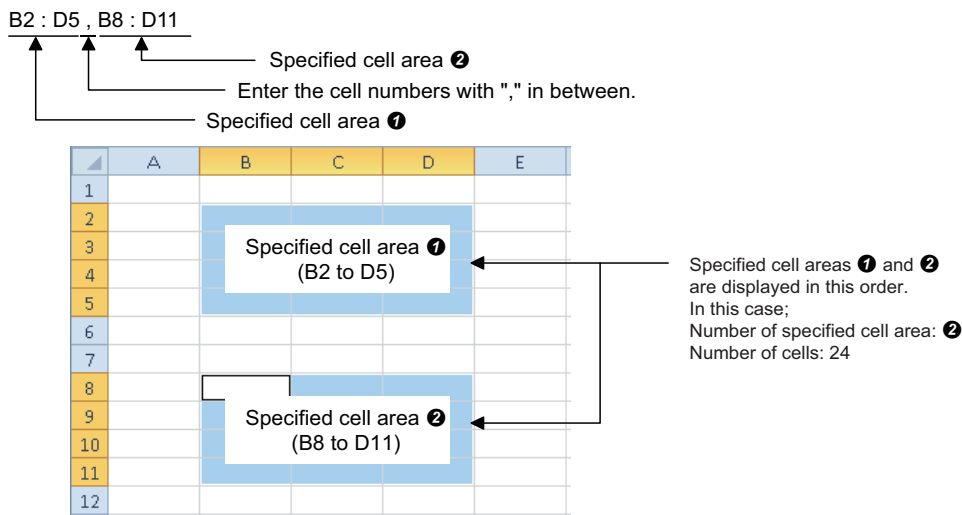 B2 : D5 , B8 : D11
Specified cell area ❷
Enter the cell numbers with "," in between.
Specified cell area ❶
A B C D E
1
2
3
4
5
6
7
8
9
10
11
12
Specified cell area ❶
(B2 to D5)
Specified cell area ❷
(B8 to D11)
Specified cell areas ❶ and ❷
are displayed in this order.
In this case;
Number of specified cell area: ❷
Number of cells: 24